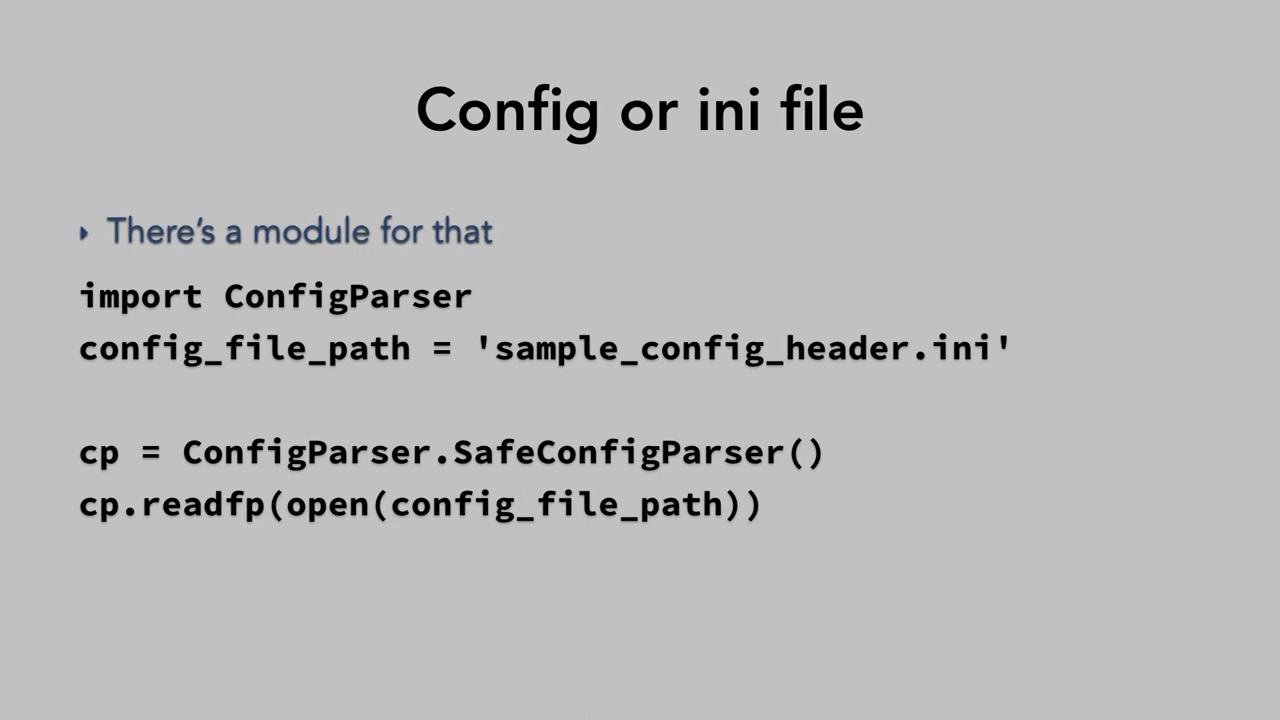 Config or ini file
There’s a module for that
import ConfigParser
config_file_path = 'sample_config_header.ini'
cp = ConfigParser.SafeConfigParser()
cp.readfp(open(config_file_path))